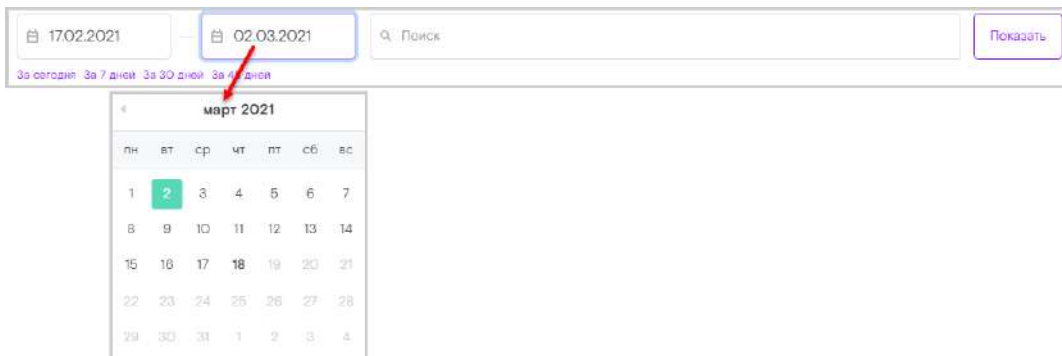 17.02.2021 — 02.03.2021 Поиск Показать
За сегодня За 7 дней За 30 дней За 45 дней
март 2021
пн вт ср чт пт сб вс
1 2 3 4 5 6 7
8 9 10 11 12 13 14
15 16 17 18 19 20 21
22 23 24 25 26 27 28
29 30 31 1 2 3 4